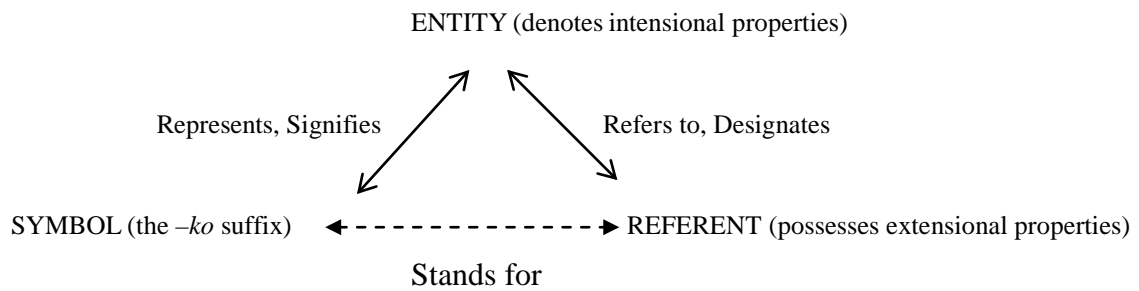 ENTITY (denotes intensional properties)
Represents, Signifies Refers to, Designates
SYMBOL (the –ko suffix) REFERENT (possesses extensional properties)
Stands for